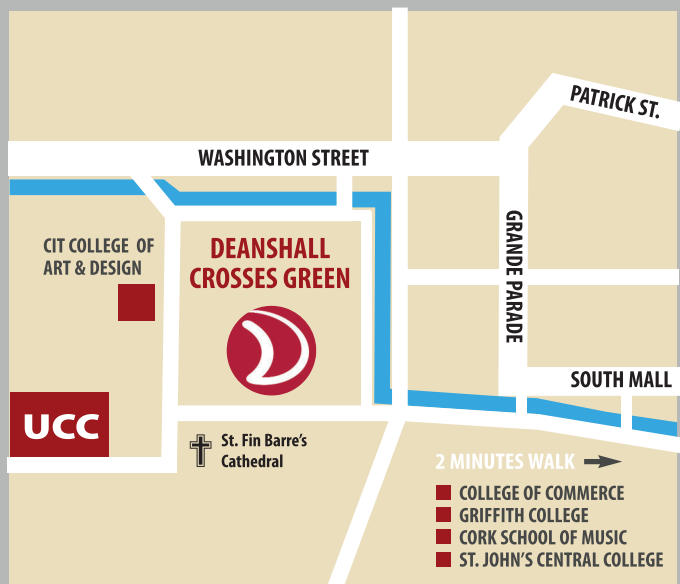 PATRICK ST.
WASHINGTON STREET
CIT COLLEGE OF
ART & DESIGN
DEANSHALL
CROSSES GREEN
GRANDE PARADE
SOUTH MALL
UCC
St. Fin Barre's
Cathedral
2 MINUTES WALK
COLLEGE OF COMMERCE
GRIFFITH COLLEGE
CORK SCHOOL OF MUSIC
ST. JOHN'S CENTRAL COLLEGE